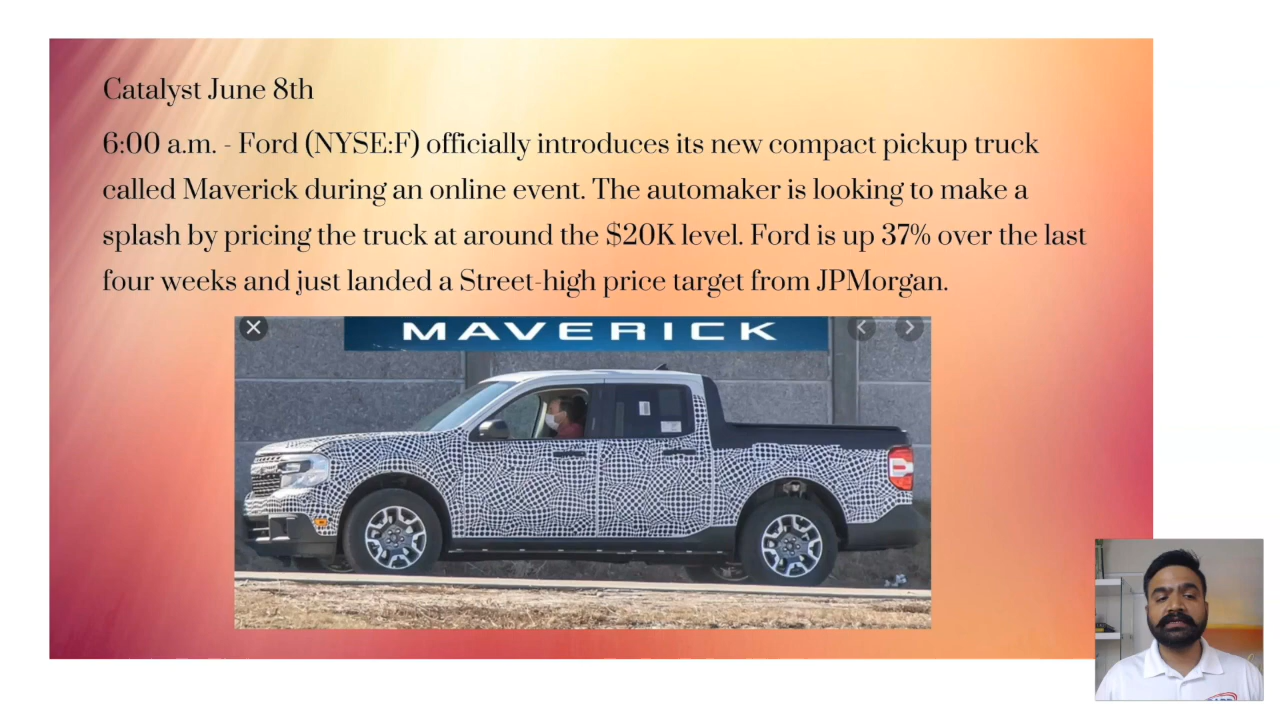 Catalyst June 8th
6:00 a.m. - Ford (NYSE:F) officially introduces its new compact pickup truck
called Maverick during an online event. The automaker is looking to make a
splash by pricing the truck at around the $20K level. Ford is up 37% over the last
four weeks and just landed a Street-high price target from JPMorgan.
MAVERICK